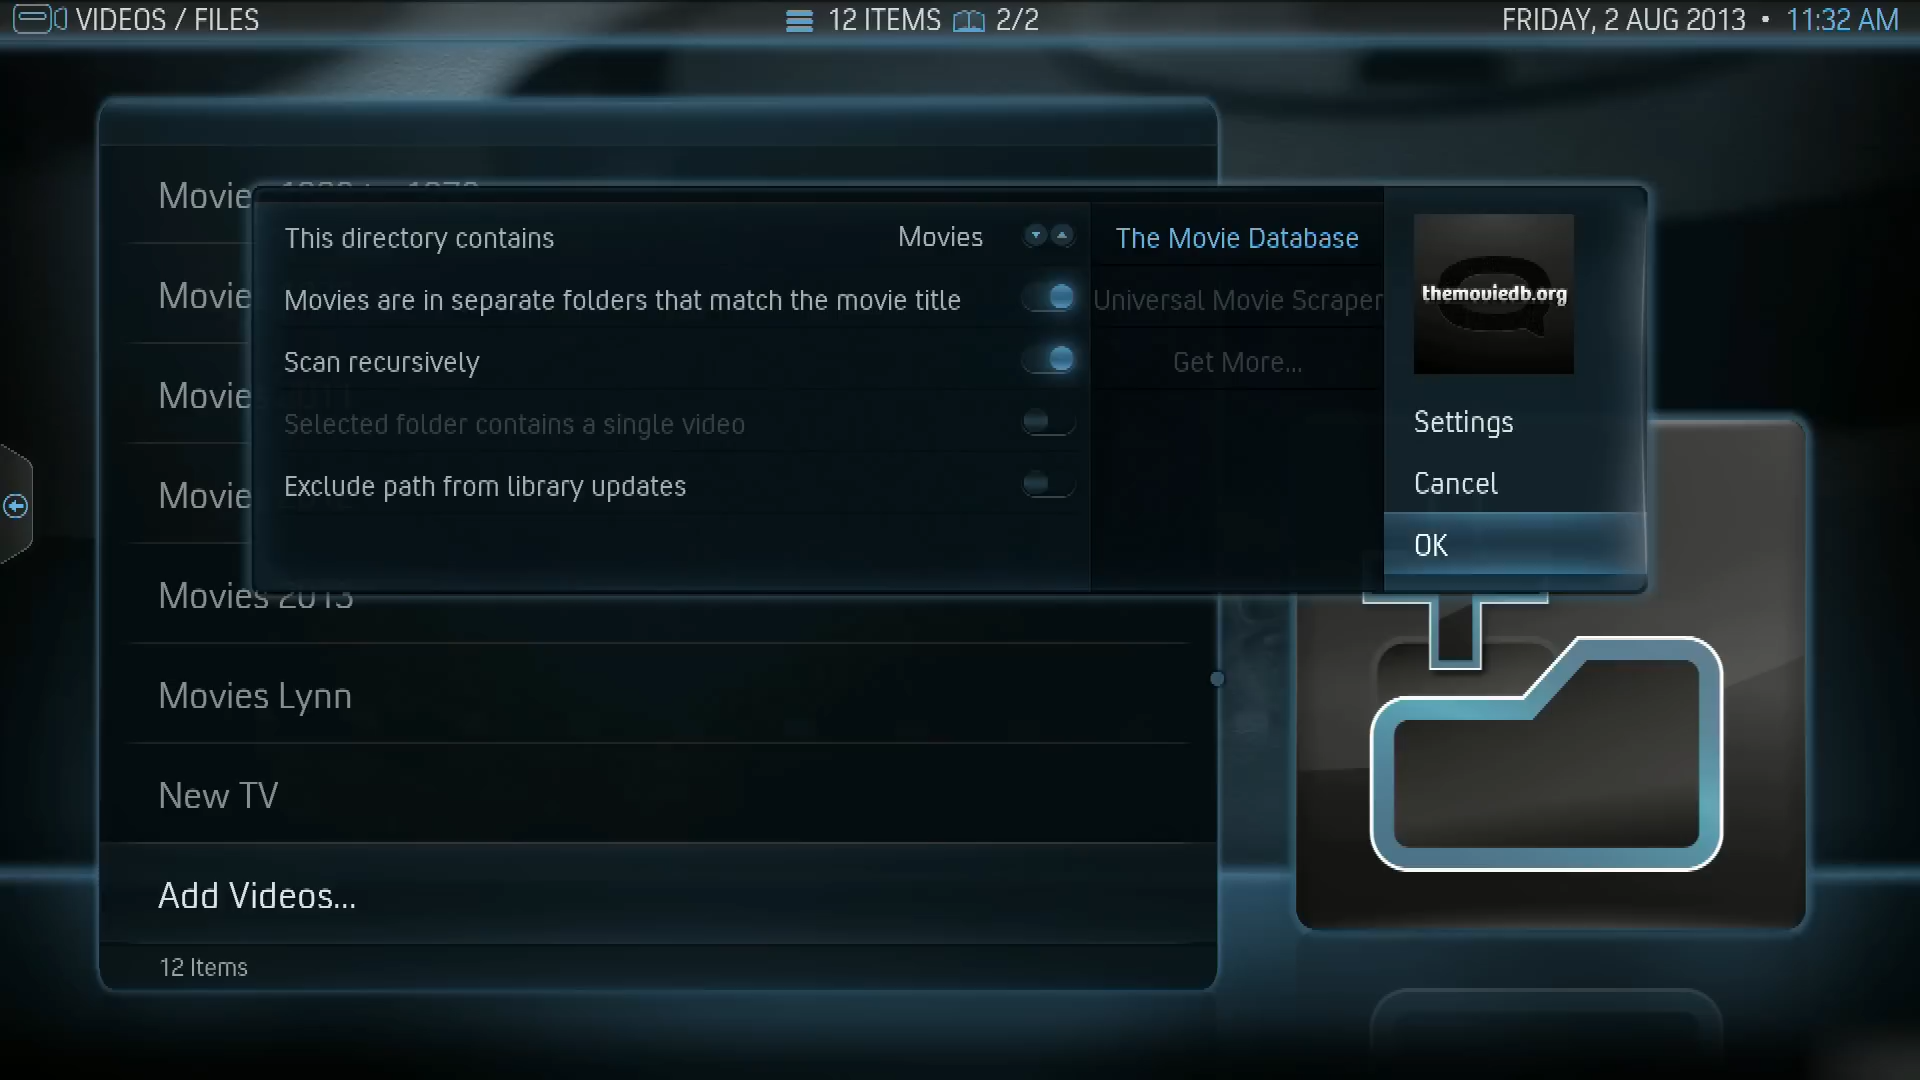 VIDEOS / FILES
12 ITEMS 2/2
FRIDAY, 2 AUG 2013 • 11:32 AM
Movie
This directory contains Movies
The Movie Database
themoviedb.org
Movie
Movies are in separate folders that match the movie title
Universal Movie Scraper
Scan recursively
Get More...
Movies
Selected folder contains a single video
Settings
Movie
Exclude path from library updates
Cancel
OK
Movies 2013
Movies Lynn
New TV
Add Videos...
12 Items